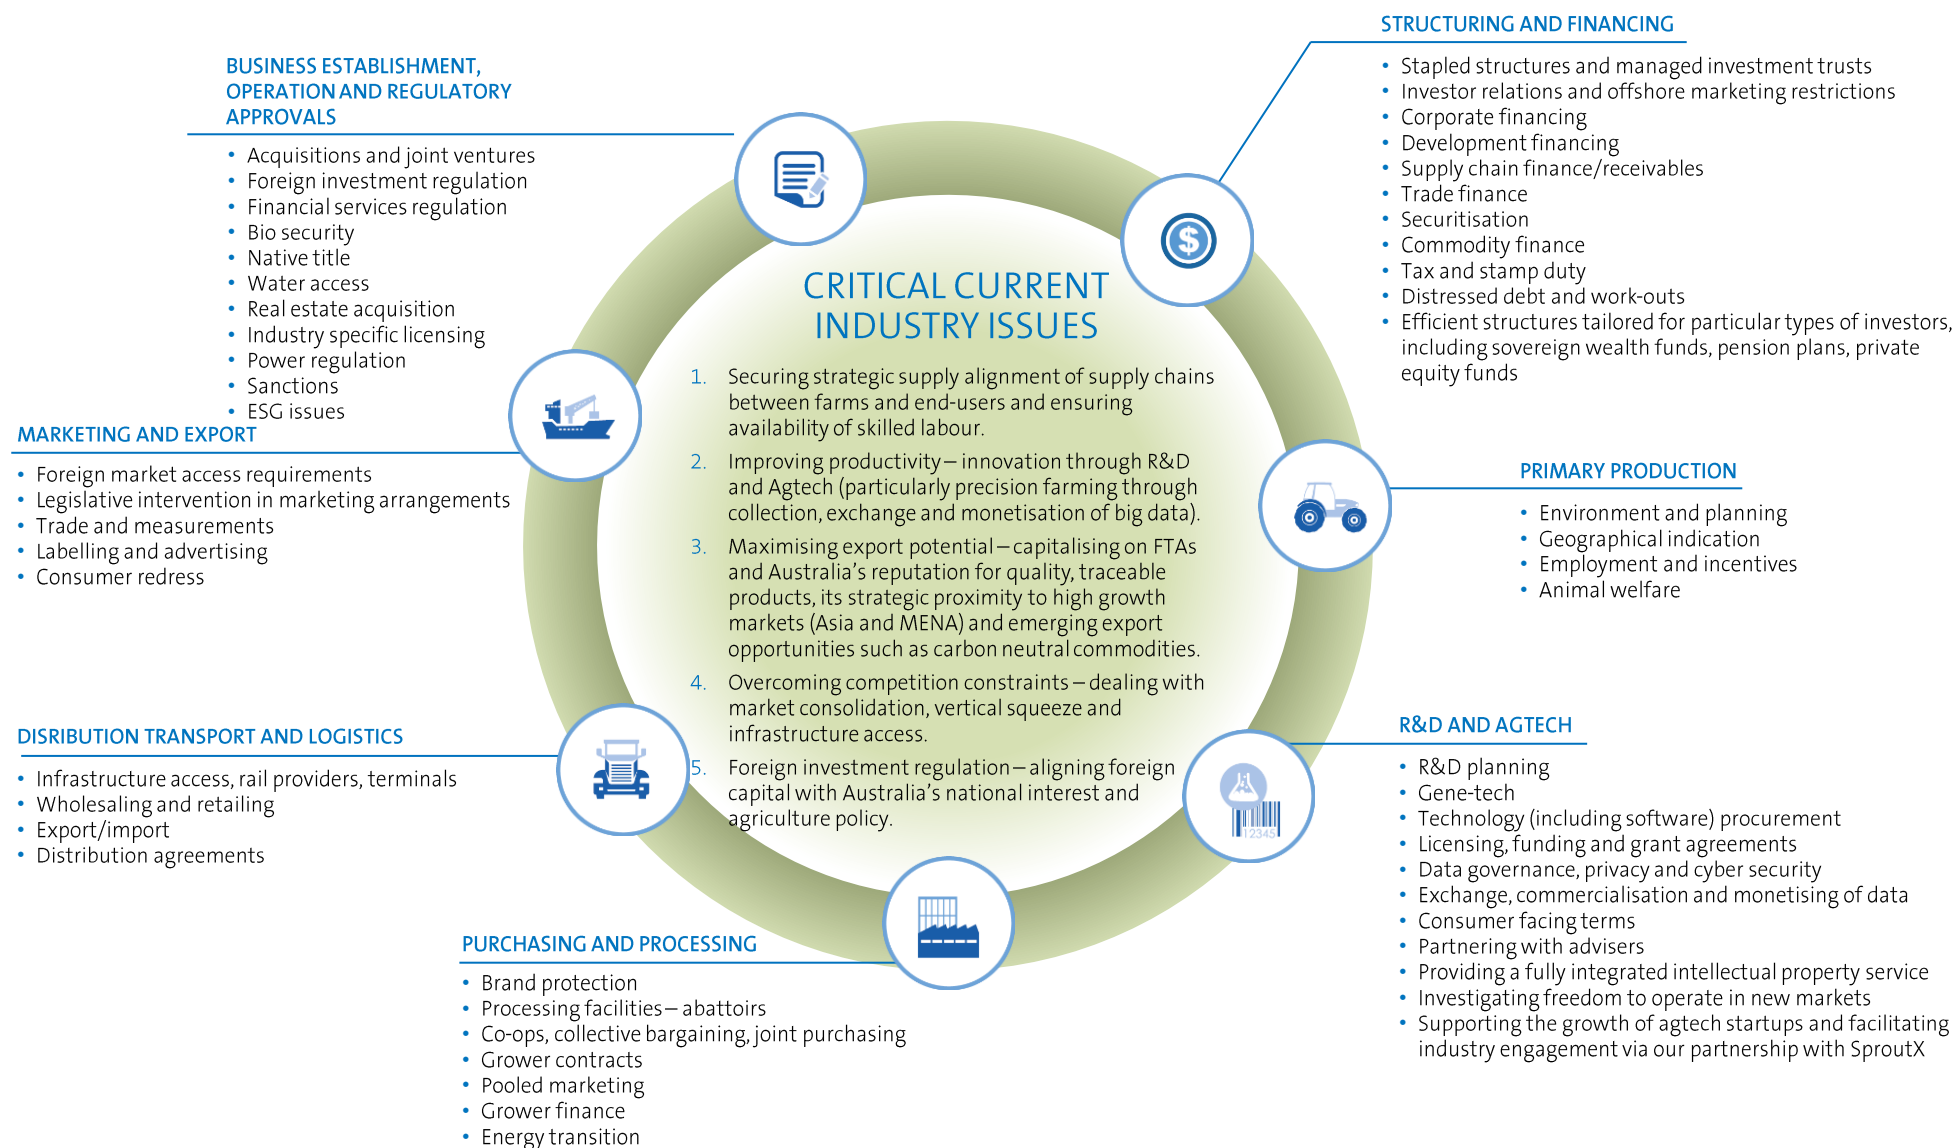 BUSINESS ESTABLISHMENT,
OPERATION AND REGULATORY
APPROVALS
• Acquisitions and joint ventures
• Foreign investment regulation
• Financial services regulation
• Bio security
• Native title
• Water access
• Real estate acquisition
• Industry specific licensing
• Power regulation
• Sanctions
• ESG issues
STRUCTURING AND FINANCING
• Stapled structures and managed investment trusts
• Investor relations and offshore marketing restrictions
• Corporate financing
• Development financing
• Supply chain finance/receivables
• Trade finance
• Securitisation
• Commodity finance
• Tax and stamp duty
• Distressed debt and work-outs
• Efficient structures tailored for particular types of investors,
including sovereign wealth funds, pension plans, private
equity funds
$
MARKETING AND EXPORT
• Foreign market access requirements
• Legislative intervention in marketing arrangements
• Trade and measurements
• Labelling and advertising
• Consumer redress
CRITICAL CURRENT
INDUSTRY ISSUES
1. Securing strategic supply alignment of supply chains
between farms and end-users and ensuring
availability of skilled labour.
2. Improving productivity – innovation through R&D
and Agtech (particularly precision farming through
collection, exchange and monetisation of big data).
3. Maximising export potential – capitalising on FTAs
and Australia’s reputation for quality, traceable
products, its strategic proximity to high growth
markets (Asia and MENA) and emerging export
opportunities such as carbon neutral commodities.
4. Overcoming competition constraints – dealing with
market consolidation, vertical squeeze and
infrastructure access.
5. Foreign investment regulation – aligning foreign
capital with Australia’s national interest and
agriculture policy.
PRIMARY PRODUCTION
• Environment and planning
• Geographical indication
• Employment and incentives
• Animal welfare
DISRIBUTION TRANSPORT AND LOGISTICS
• Infrastructure access, rail providers, terminals
• Wholesaling and retailing
• Export/import
• Distribution agreements
R&D AND AGTECH
• R&D planning
• Gene-tech
• Technology (including software) procurement
• Licensing, funding and grant agreements
• Data governance, privacy and cyber security
• Exchange, commercialisation and monetising of data
• Consumer facing terms
• Partnering with advisers
• Providing a fully integrated intellectual property service
• Investigating freedom to operate in new markets
• Supporting the growth of agtech startups and facilitating
industry engagement via our partnership with SproutX
12345
PURCHASING AND PROCESSING
• Brand protection
• Processing facilities – abattoirs
• Co-ops, collective bargaining, joint purchasing
• Grower contracts
• Pooled marketing
• Grower finance
• Energy transition